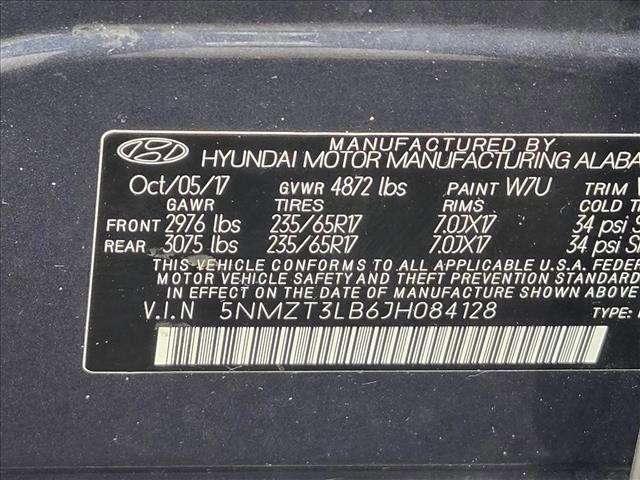 MANUFACTURED BY
HYUNDAI MOTOR MANUFACTURING ALABA
Oct/05/17 GVWR 4872 lbs PAINT W7U TRIM
GAWR TIRES RIMS COLD
FRONT 2976 lbs 235/65R17 7.0JX17 34 psi
REAR 3075 lbs 235/65R17 7.0JX17 34 psi
THIS VEHICLE CONFORMS TO ALL APPLICABLE U.S.A. FEDER
MOTOR VEHICLE SAFETY AND THEFT PREVENTION STANDARD
IN EFFECT ON THE DATE OF MANUFACTURE SHOWN ABOVE
V.I.N 5NMZT3LB6JH084128 TYPE: